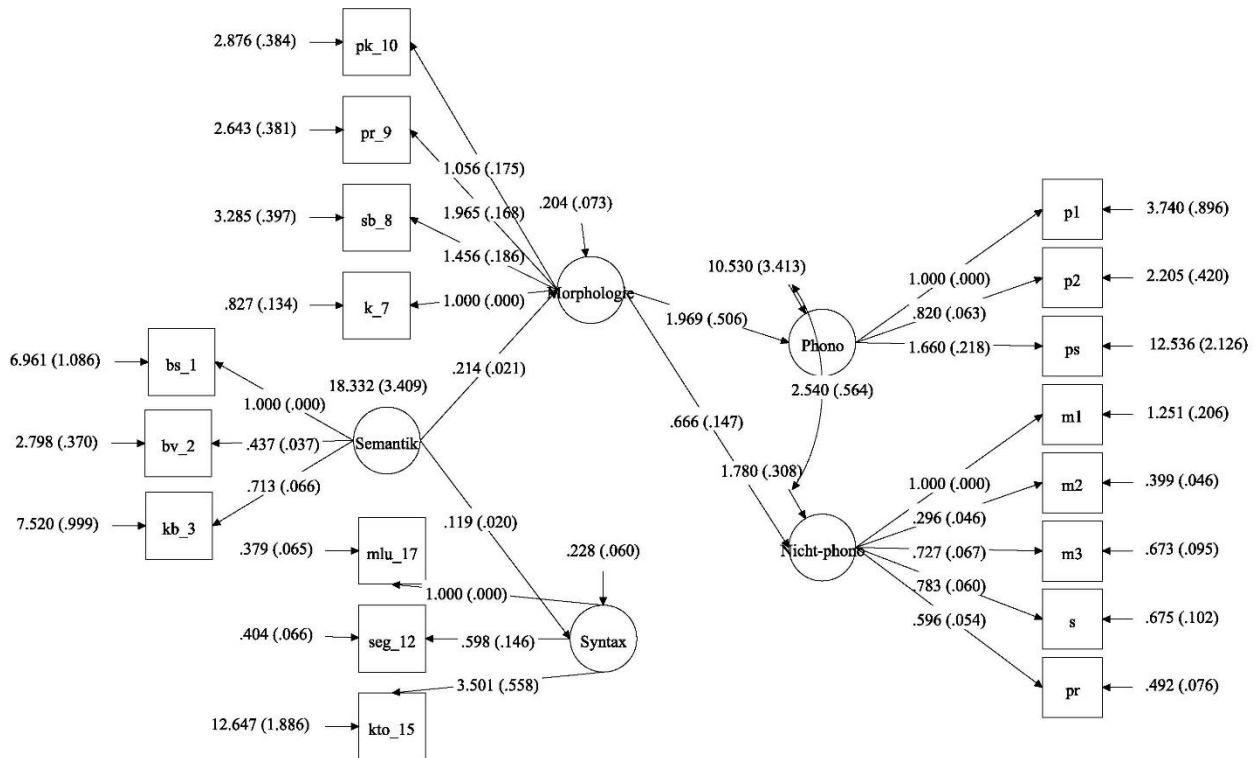 2.876 (.384)
pk_10
2.643 (.381)
pr_9
1.056 (.175)
3.285 (.397)
sb_8
1.965 (.168)
.204 (.073)
1.456 (.186)
.827 (.134)
k_7
1.000 (.000)
Morphologie
6.961 (1.086)
bs_1
18.332 (3.409)
.214 (.021)
1.000 (.000)
2.798 (.370)
bv_2
.437 (.037)
Semantik
.713 (.066)
7.520 (.999)
kb_3
.119 (.020)
.379 (.065)
mlu_17
.228 (.060)
1.000 (.000)
.404 (.066)
seg_12
.598 (.146)
Syntax
3.501 (.558)
12.647 (1.886)
kto_15
10.530 (3.413)
1.969 (.506)
Phono
2.540 (.564)
.666 (.147)
1.780 (.308)
Nicht-phono
p1
3.740 (.896)
1.000 (.000)
p2
2.205 (.420)
.820 (.063)
1.660 (.218)
ps
12.536 (2.126)
m1
1.251 (.206)
1.000 (.000)
m2
.399 (.046)
.296 (.046)
.727 (.067)
m3
.673 (.095)
.783 (.060)
s
.675 (.102)
.596 (.054)
pr
.492 (.076)